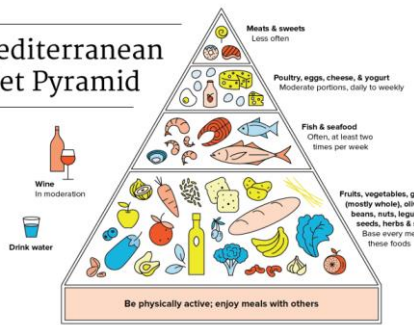 editerranean
et Pyramid
Meats & sweets
Less often
Poultry, eggs, cheese, & yogurt
Moderate portions, daily to weekly
Fish & seafood
Often, at least two
times per week
Wine
In moderation
Drink water
Fruits, vegetables, g
(mostly whole), oli
beans, nuts, legu
seeds, herbs & s
Base every me
these foods
Be physically active; enjoy meals with others